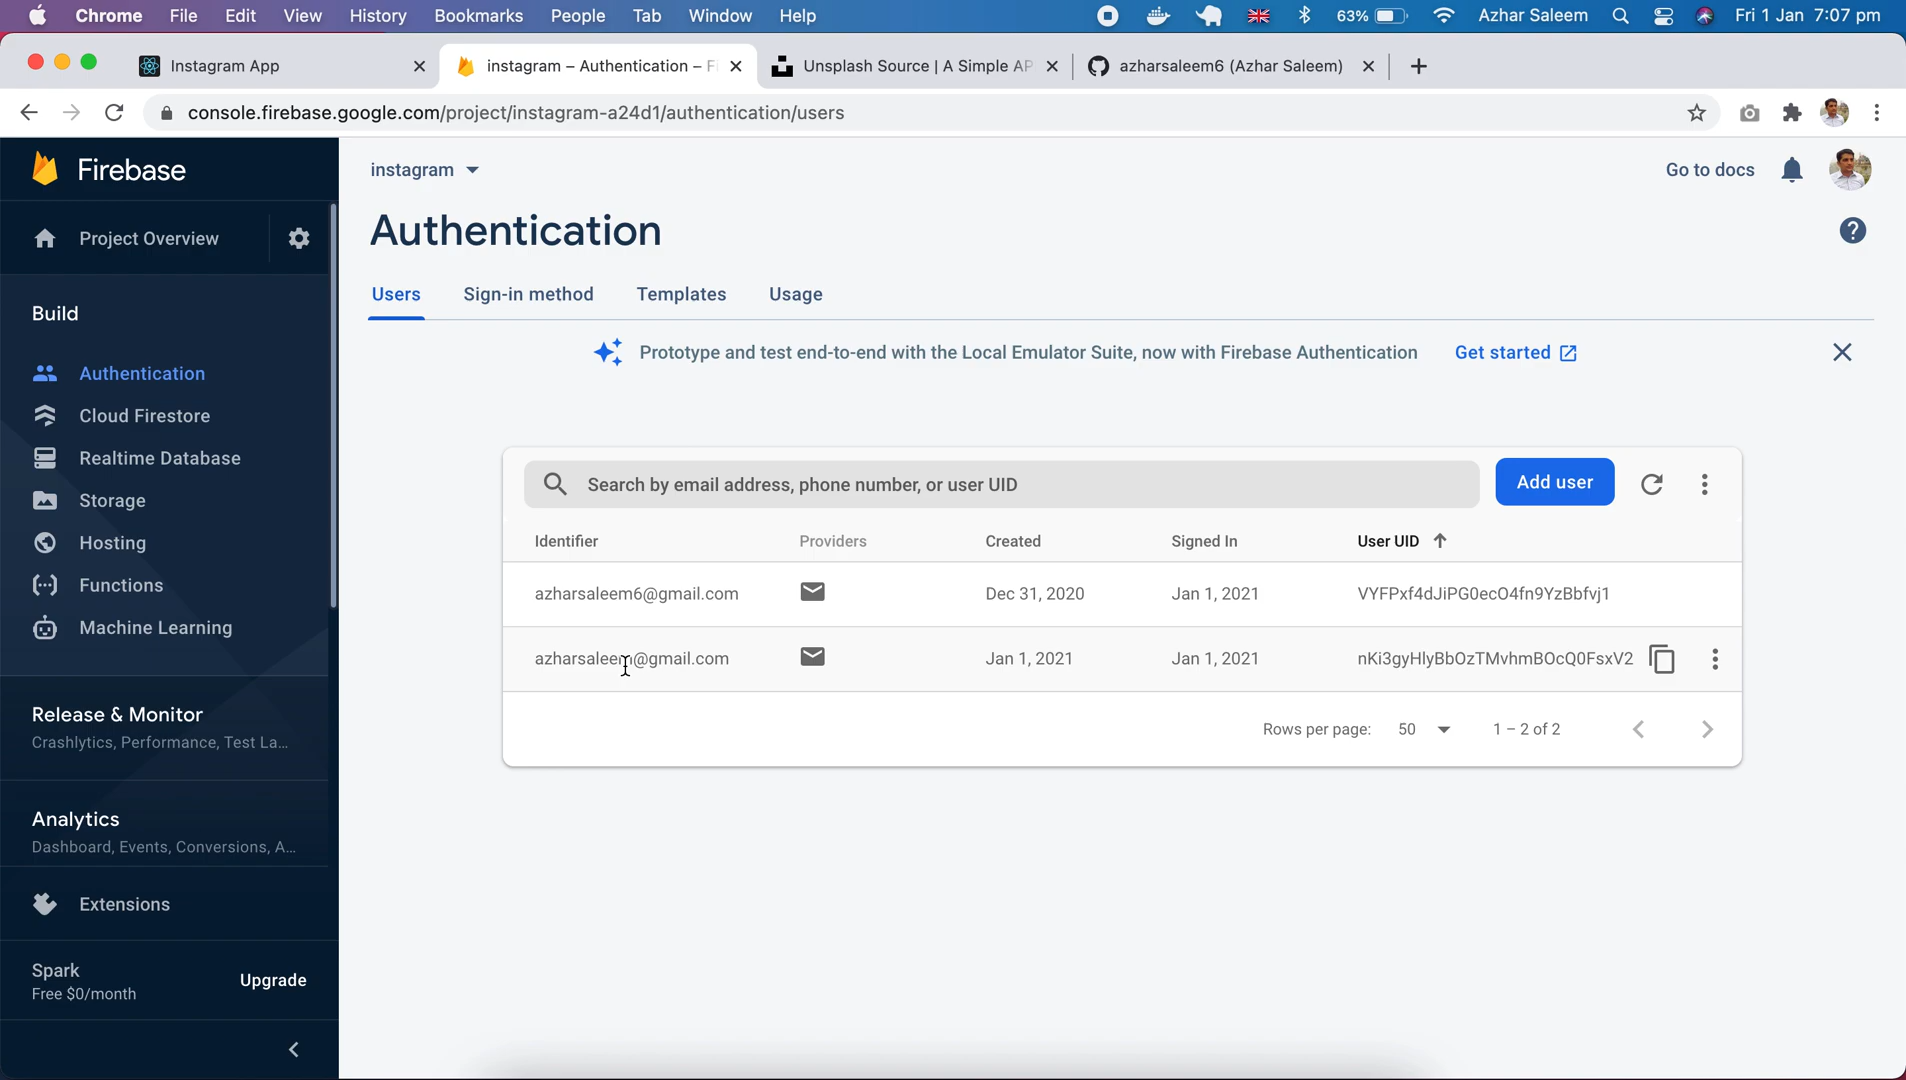 Chrome File Edit View History Bookmarks People Tab Window Help 63% Azhar Saleem Fri 1 Jan 7:07 pm
Instagram App
instagram – Authentication – F
Unsplash Source | A Simple AP
azharsaleem6 (Azhar Saleem)
console.firebase.google.com/project/instagram-a24d1/authentication/users
Firebase
instagram
Go to docs
Project Overview
Authentication
Users Sign-in method Templates Usage
Build
Prototype and test end-to-end with the Local Emulator Suite, now with Firebase Authentication Get started
Authentication
Cloud Firestore
Realtime Database
Storage
Hosting
Functions
Machine Learning
Search by email address, phone number, or user UID
Add user
Identifier Providers Created Signed In User UID
azharsaleem6@gmail.com Dec 31, 2020 Jan 1, 2021 VYFPxf4dJiPG0ecO4fn9YzBbfvj1
azharsaleem@gmail.com Jan 1, 2021 Jan 1, 2021 nKi3gyHlyBbOzTMvhmBOcQ0FsxV2
Rows per page: 50 1 – 2 of 2
Release & Monitor
Crashlytics, Performance, Test La...
Analytics
Dashboard, Events, Conversions, A...
Extensions
Spark
Free $0/month
Upgrade